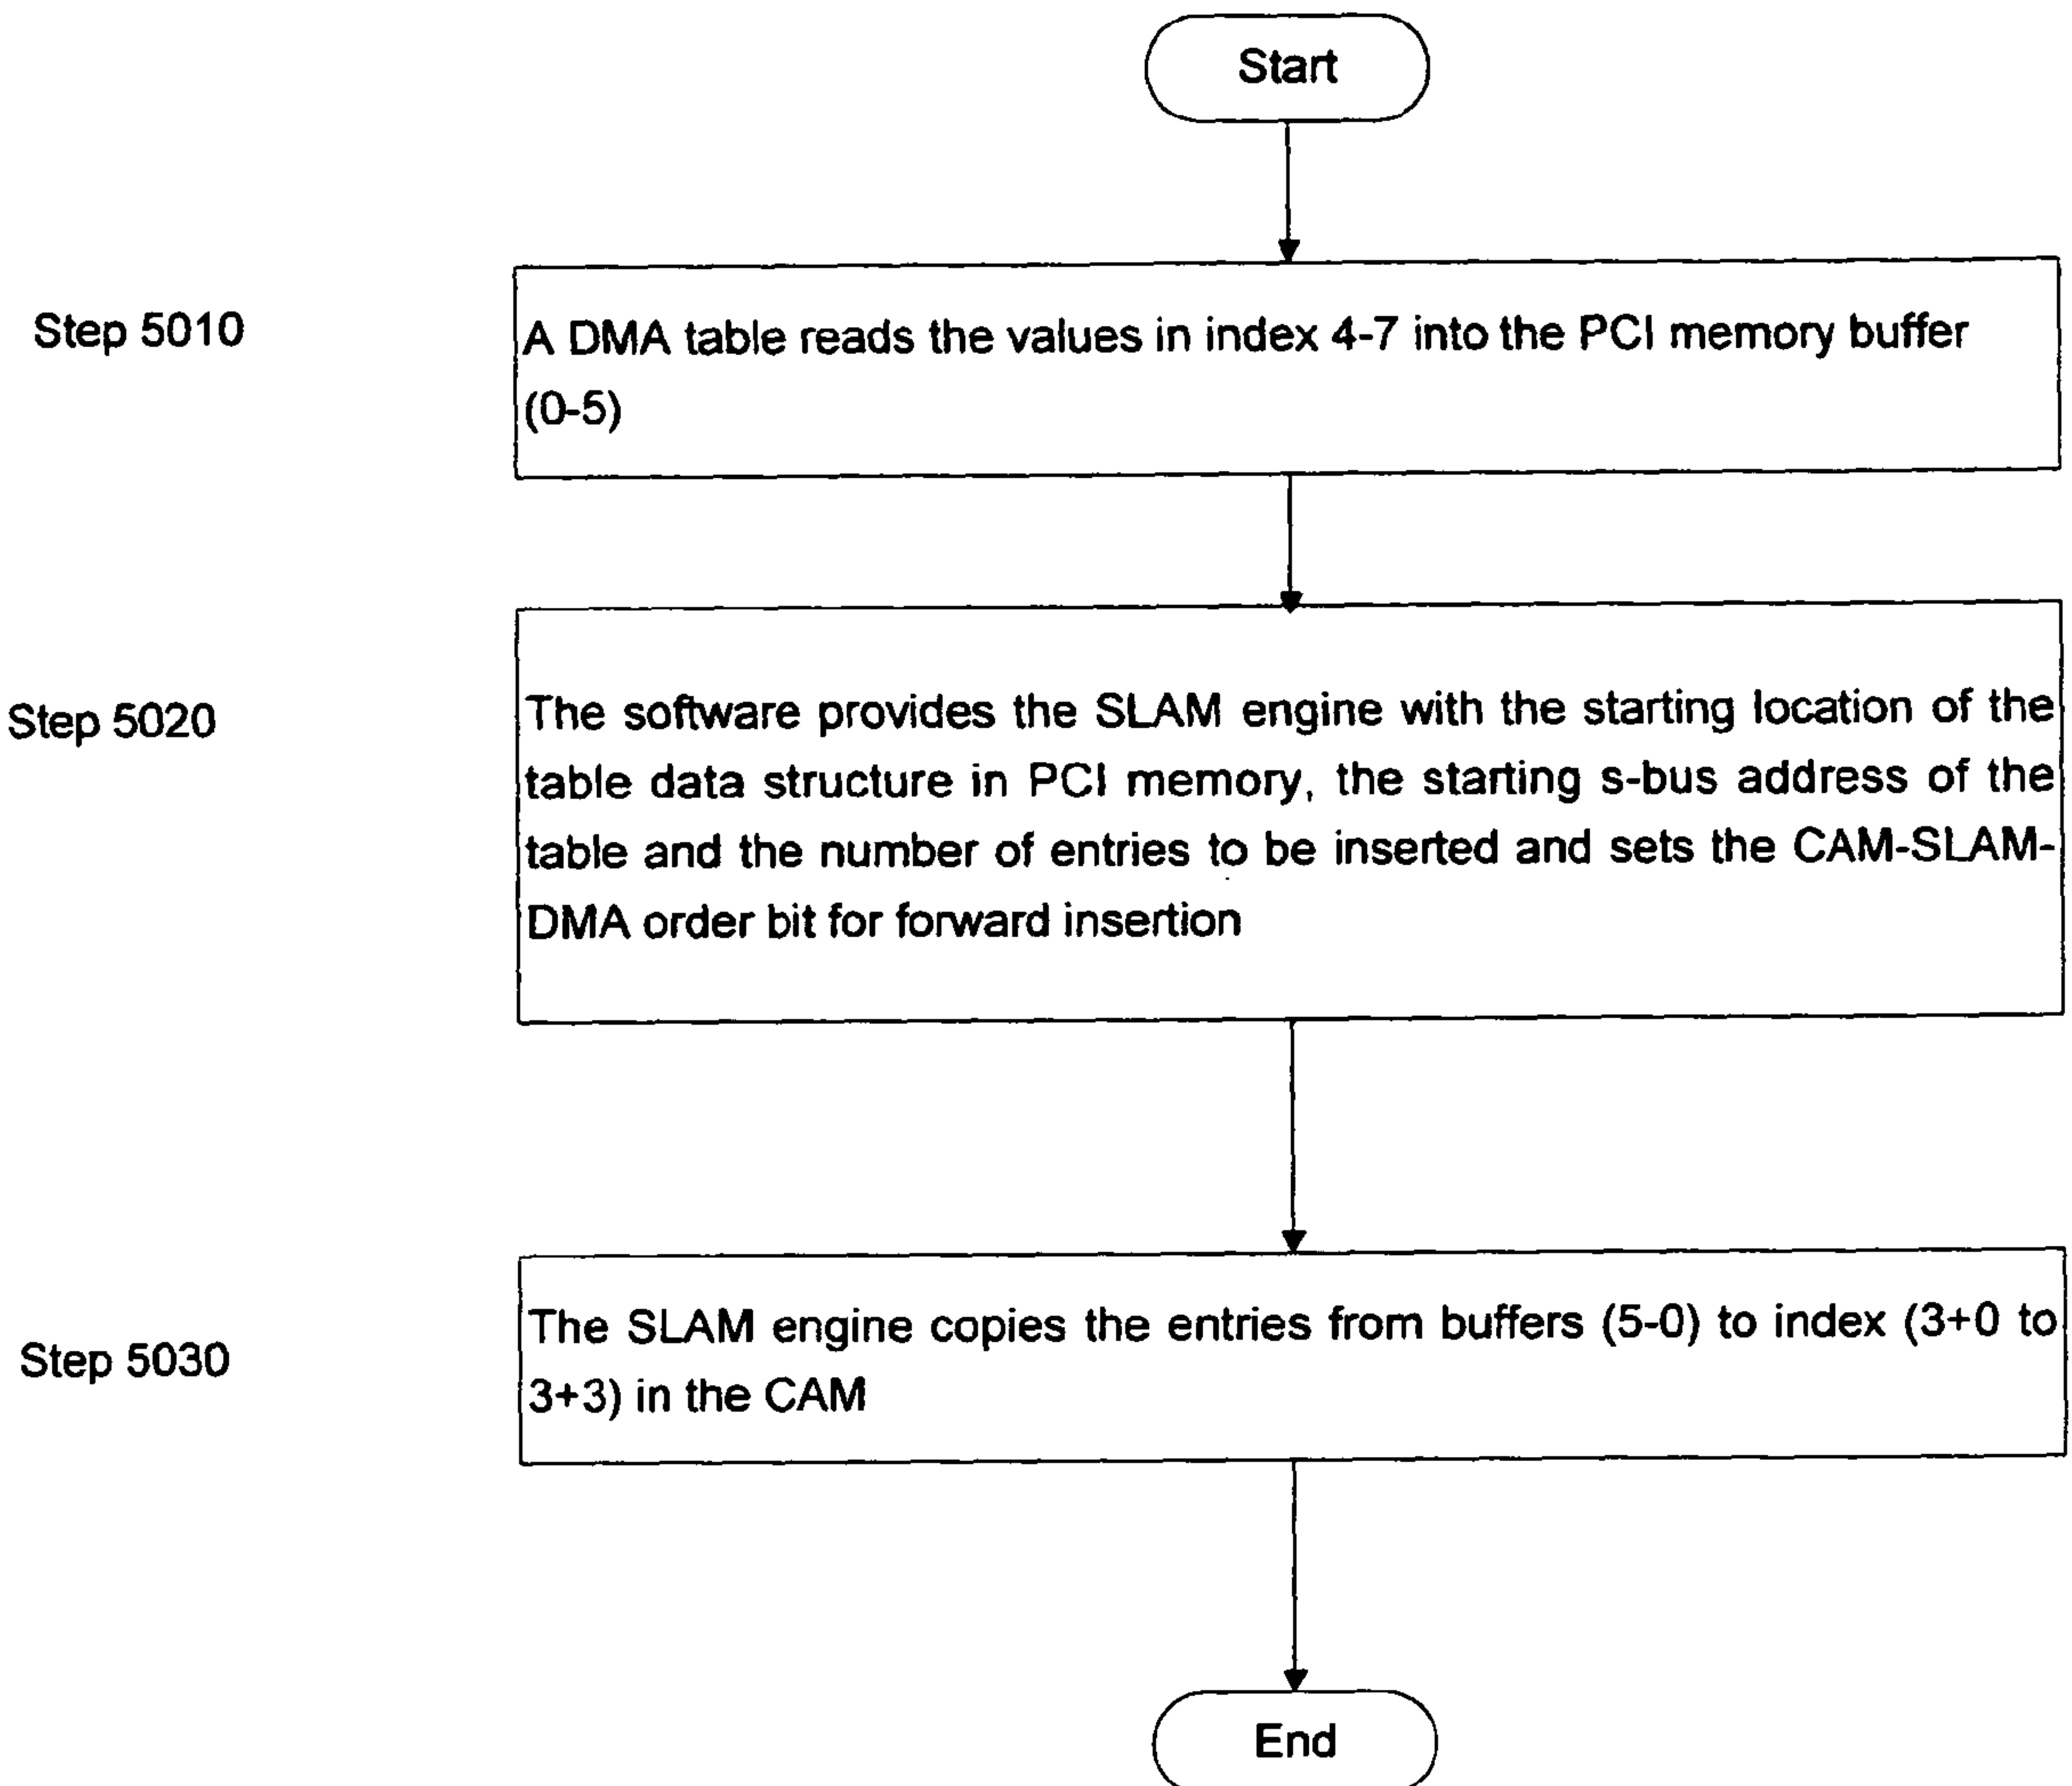 Start
Step 5010
A DMA table reads the values in index 4-7 into the PCI memory buffer
(0-5)
Step 5020
The software provides the SLAM engine with the starting location of the
table data structure in PCI memory, the starting s-bus address of the
table and the number of entries to be inserted and sets the CAM-SLAM-
DMA order bit for forward insertion
Step 5030
The SLAM engine copies the entries from buffers (5-0) to index (3+0 to
3+3) in the CAM
End